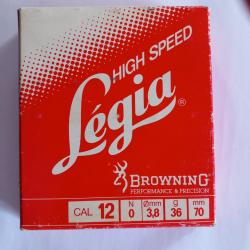 HIGH SPEED
Légia®
BROWNING
PERFORMANCE & PRECISION
CAL 12 N 0 Ømm 3,8 g 36 mm 70